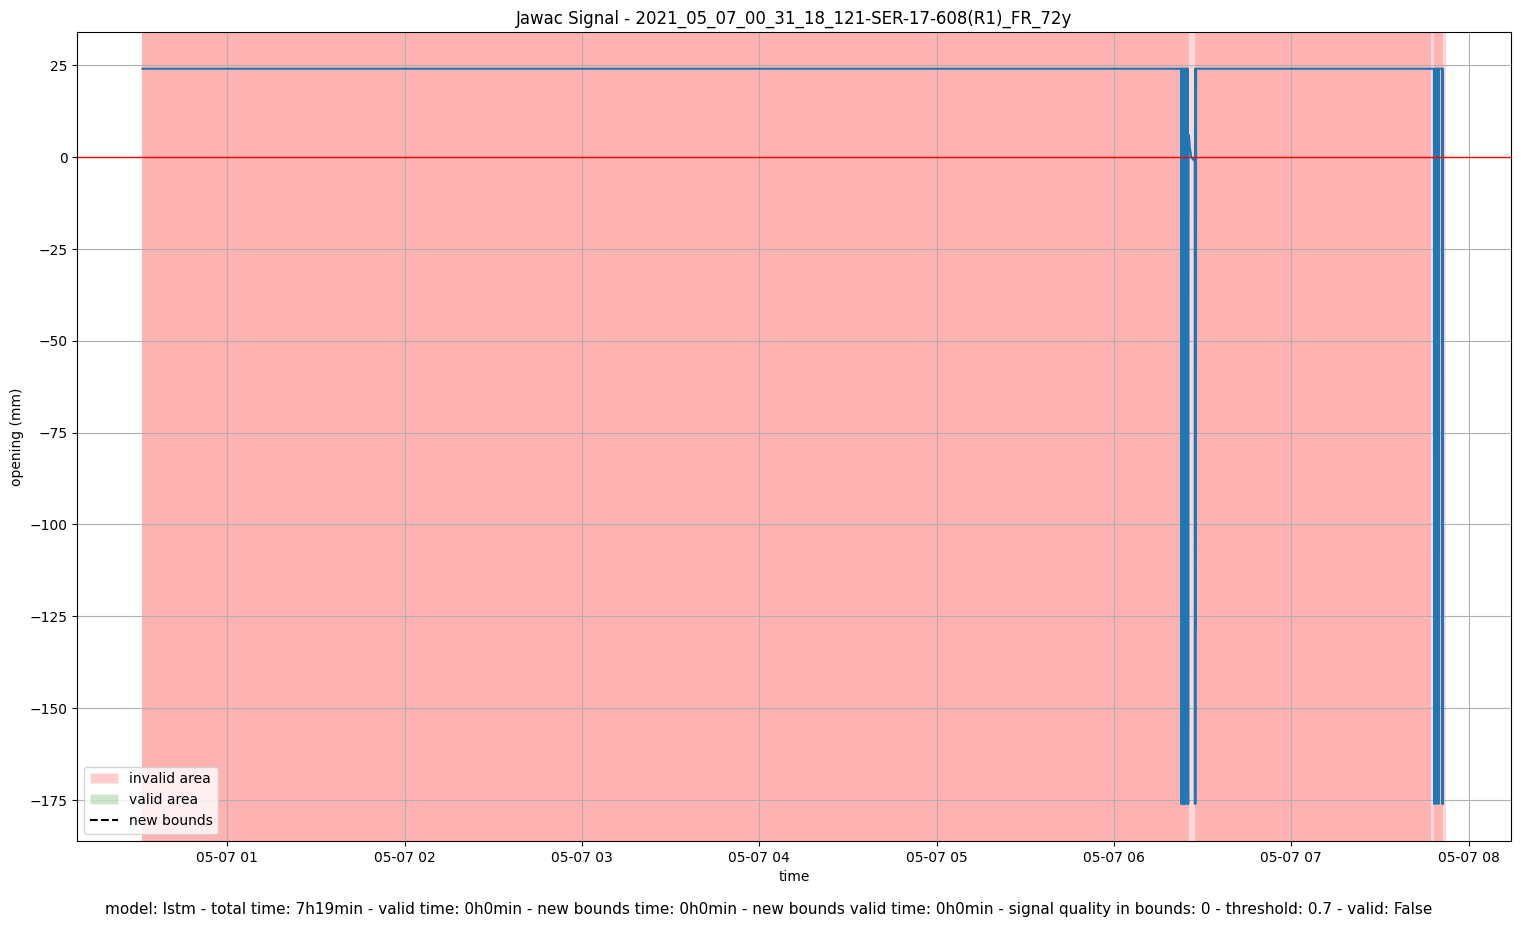 Jawac Signal - 2021_05_07_00_31_18_121-SER-17-608(R1)_FR_72y
25
0
−25
−50
−75
−100
−125
−150
−175
opening (mm)
invalid area
valid area
new bounds
05-07 01
05-07 02
05-07 03
05-07 04
05-07 05
05-07 06
05-07 07
05-07 08
time
model: lstm - total time: 7h19min - valid time: 0h0min - new bounds time: 0h0min - new bounds valid time: 0h0min - signal quality in bounds: 0 - threshold: 0.7 - valid: False